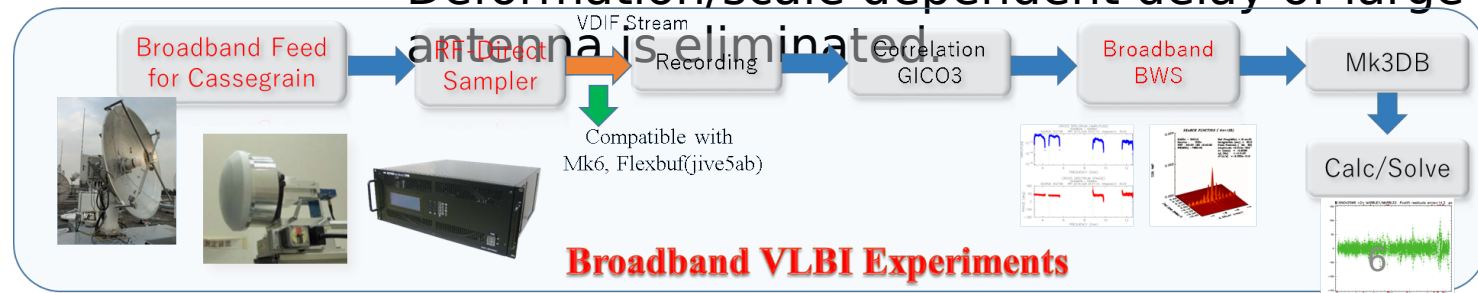 Deformation/scale dependent delay of large
antenna is eliminated.
VDIF Stream
Broadband Feed
for Cassegrain
RF-Direct
Sampler
Recording
Correlation
GICO3
Broadband
BWS
Mk3DB
Compatible with
Mk6, Flexbuf(jive5ab)
Calc/Solve
Broadband VLBI Experiments
6